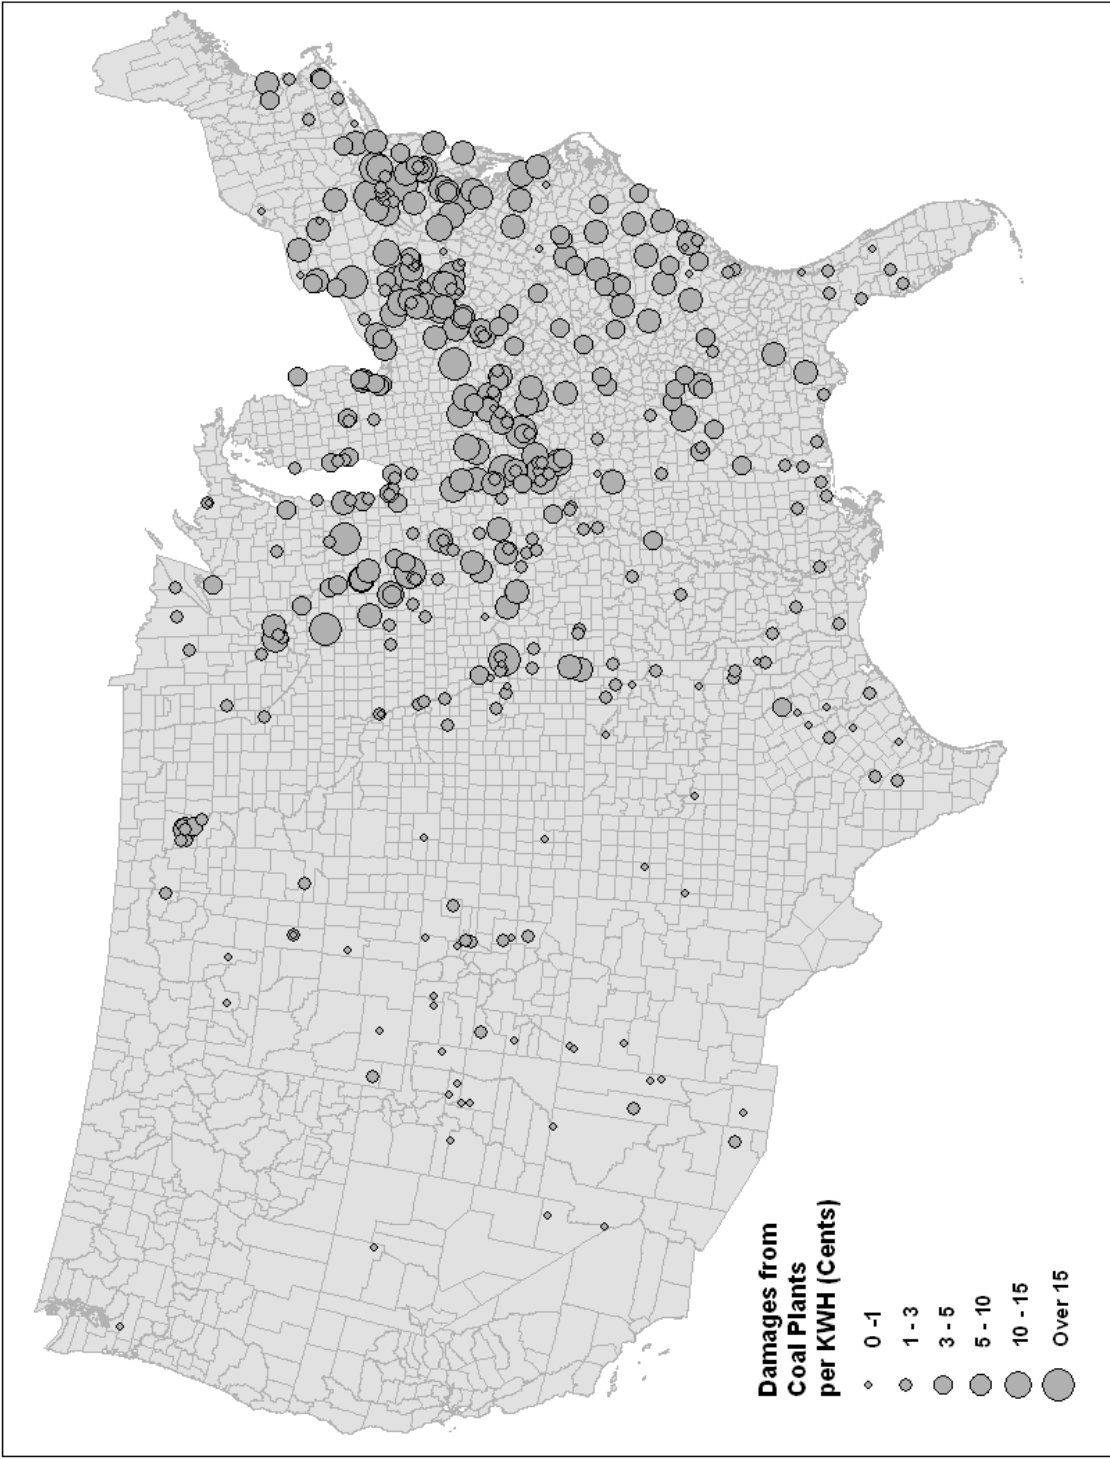 Damages from
Coal Plants
per KWH (Cents)
0 -1
1 - 3
3 - 5
5 - 10
10 - 15
Over 15